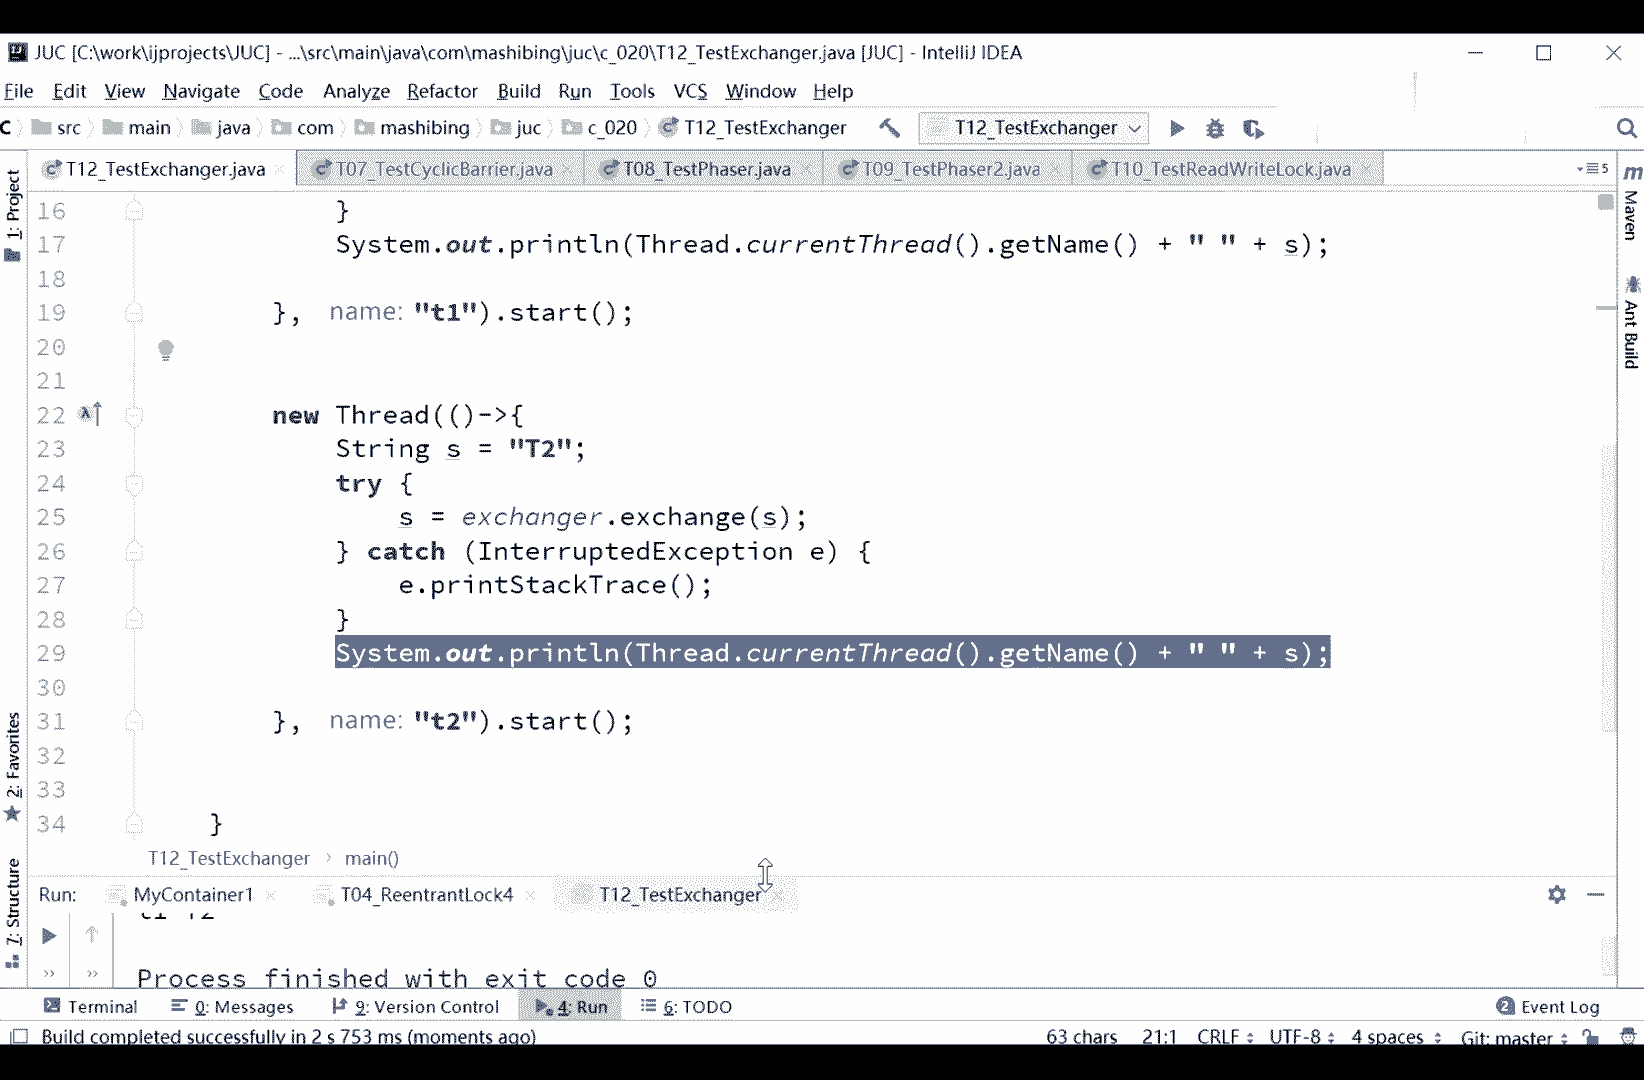 JUC [C:\work\ijprojects\JUC] - ...\src\main\java\com\mashibing\juc\c_020\T12_TestExchanger.java [JUC] - IntelliJ IDEA
File Edit View Navigate Code Analyze Refactor Build Run Tools VCS Window Help
C src main java com mashibing juc c_020 T12_TestExchanger T12_TestExchanger
T12_TestExchanger.java T07_TestCyclicBarrier.java T08_TestPhaser.java T09_TestPhaser2.java T10_TestReadWriteLock.java 5
1: Project
2: Favorites
7: Structure
m Maven
Ant Build
16 }
17 System.out.println(Thread.currentThread().getName() + " " + s);
18
19 }, name: "t1").start();
20
21
22 new Thread(()->{
23 String s = "T2";
24 try {
25 s = exchanger.exchange(s);
26 } catch (InterruptedException e) {
27 e.printStackTrace();
28 }
29 System.out.println(Thread.currentThread().getName() + " " + s);
30
31 }, name: "t2").start();
32
33
34 }
T12_TestExchanger › main()
Run: MyContainer1 T04_ReentrantLock4 T12_TestExchanger
Process finished with exit code 0
Terminal 0: Messages 9: Version Control 4: Run 6: TODO 2 Event Log
Build completed successfully in 2 s 753 ms (moments ago) 63 chars 21:1 CRLF UTF-8 4 spaces Git: master